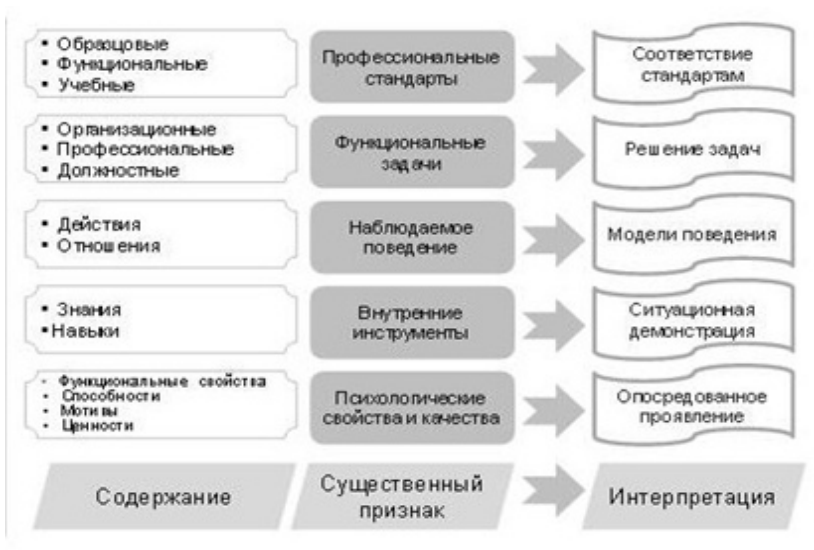 ▪ Образцовые
▪ Функциональные
▪ Учебные
Профессиональные
стандарты
Соответствие
стандартам
▪ Организационные
▪ Профессиональные
▪ Должностные
Функциональные
задачи
Решение задач
▪ Действия
▪ Отношения
Наблюдаемое
поведение
Модели поведения
▪ Знания
▪ Навыки
Внутренние
инструменты
Ситуационная
демонстрация
- Функциональные свойства
- Способности
- Мотивы
- Ценности
Психологические
свойства и качества
Опосредованное
проявление
Содержание
Существенный
признак
Интерпретация